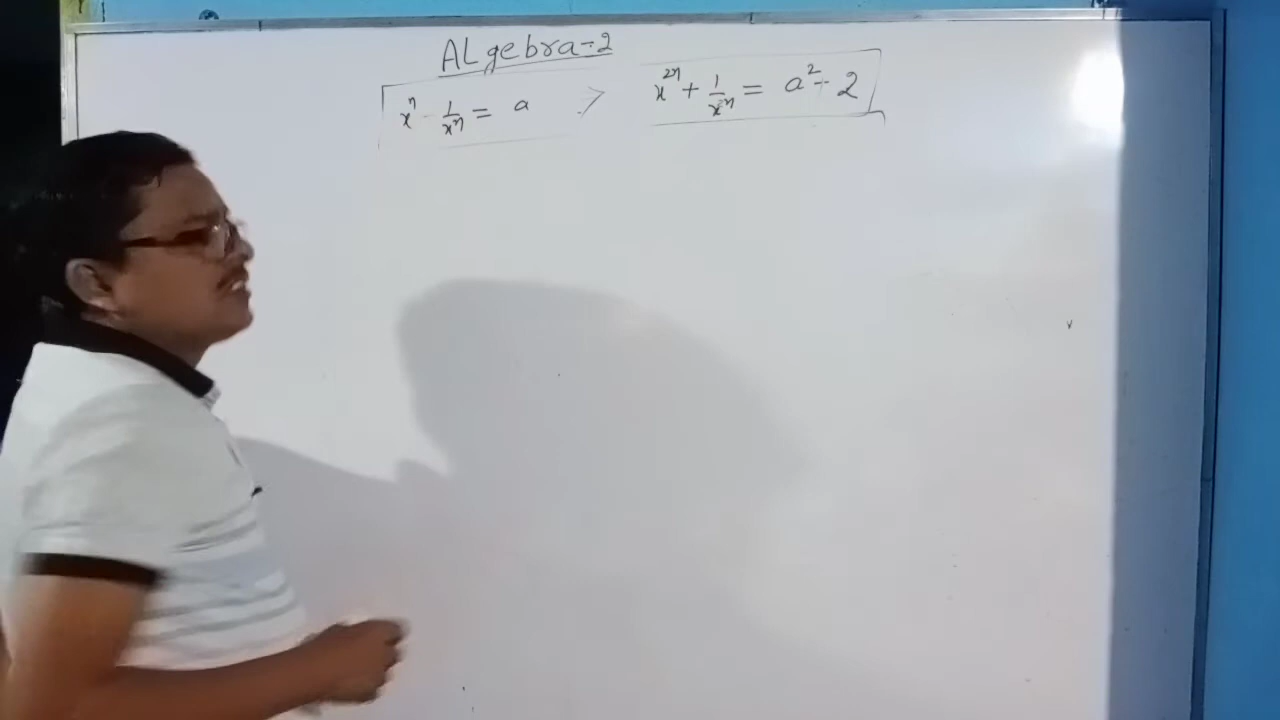 ALgebra-2
xⁿ - 1/xⁿ = a > x²ⁿ + 1/x²ⁿ = a² - 2